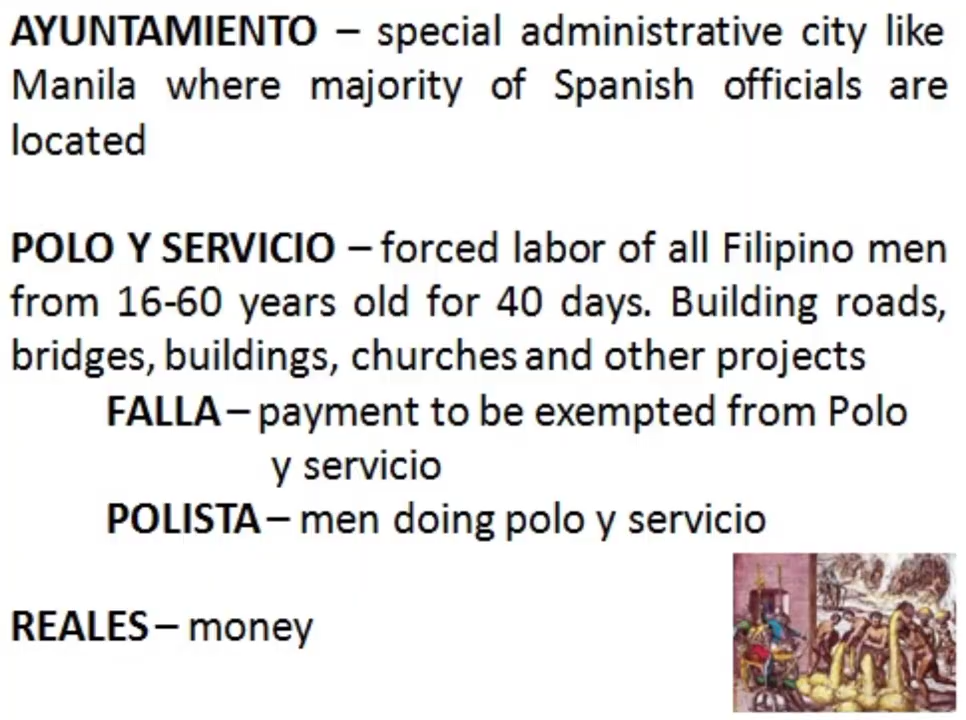 AYUNTAMIENTO – special administrative city like
Manila where majority of Spanish officials are
located
POLO Y SERVICIO – forced labor of all Filipino men
from 16-60 years old for 40 days. Building roads,
bridges, buildings, churches and other projects
FALLA – payment to be exempted from Polo
y servicio
POLISTA – men doing polo y servicio
REALES – money